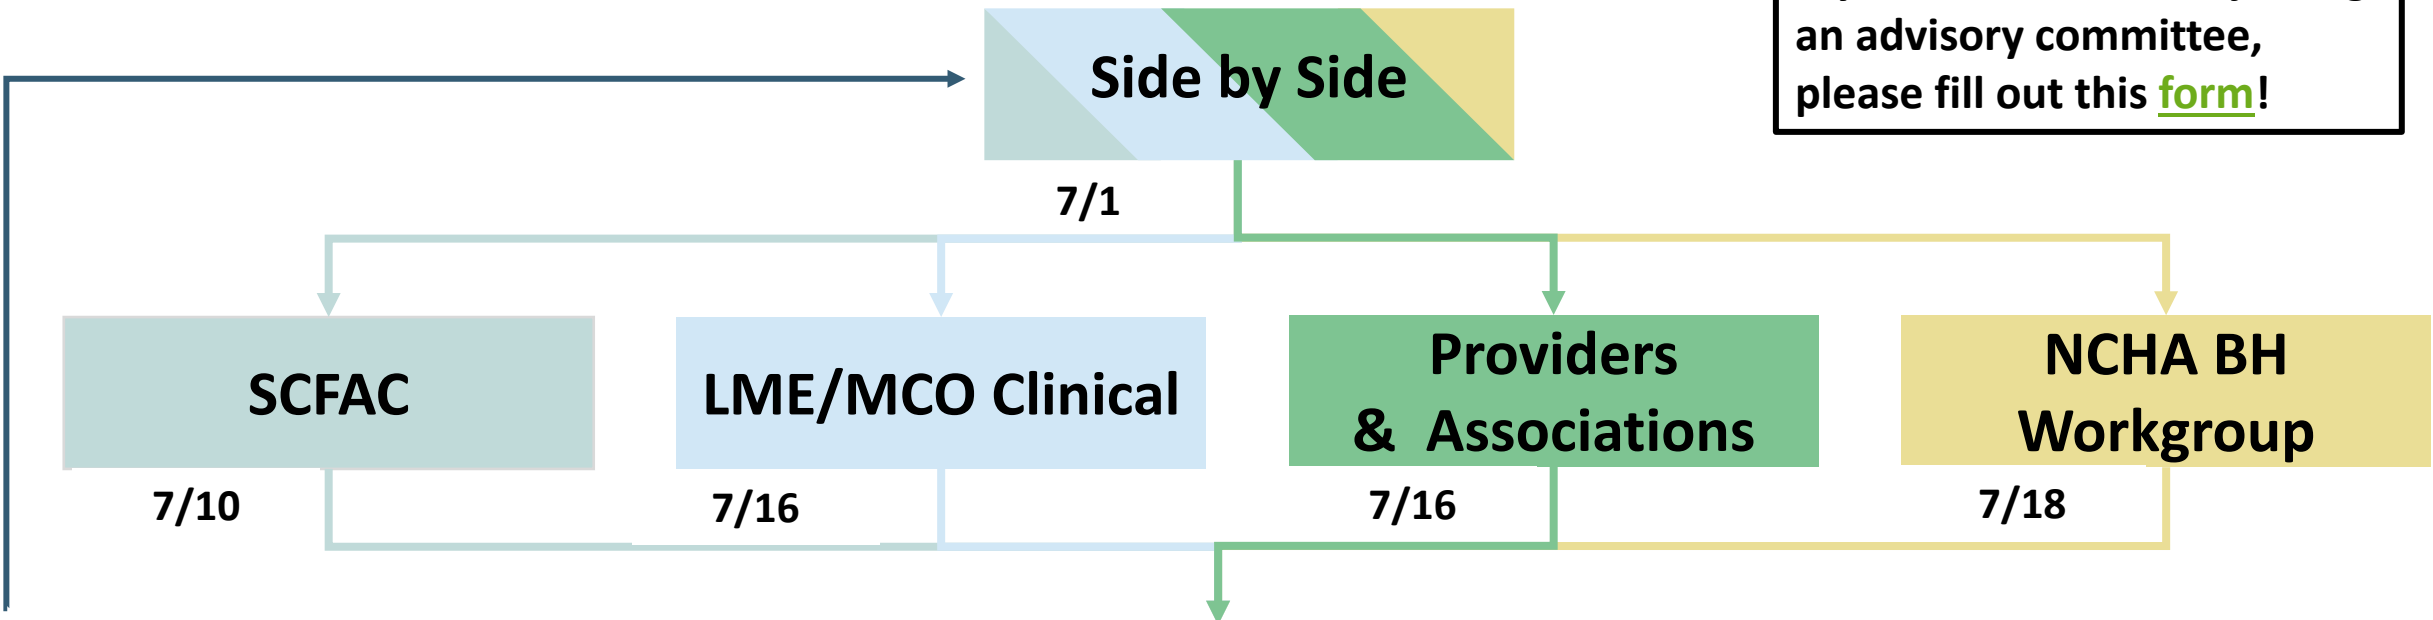 an advisory committee,
please fill out this form!
Side by Side
7/1
SCFAC
LME/MCO Clinical
Providers
& Associations
NCHA BH
Workgroup
7/10
7/16
7/16
7/18